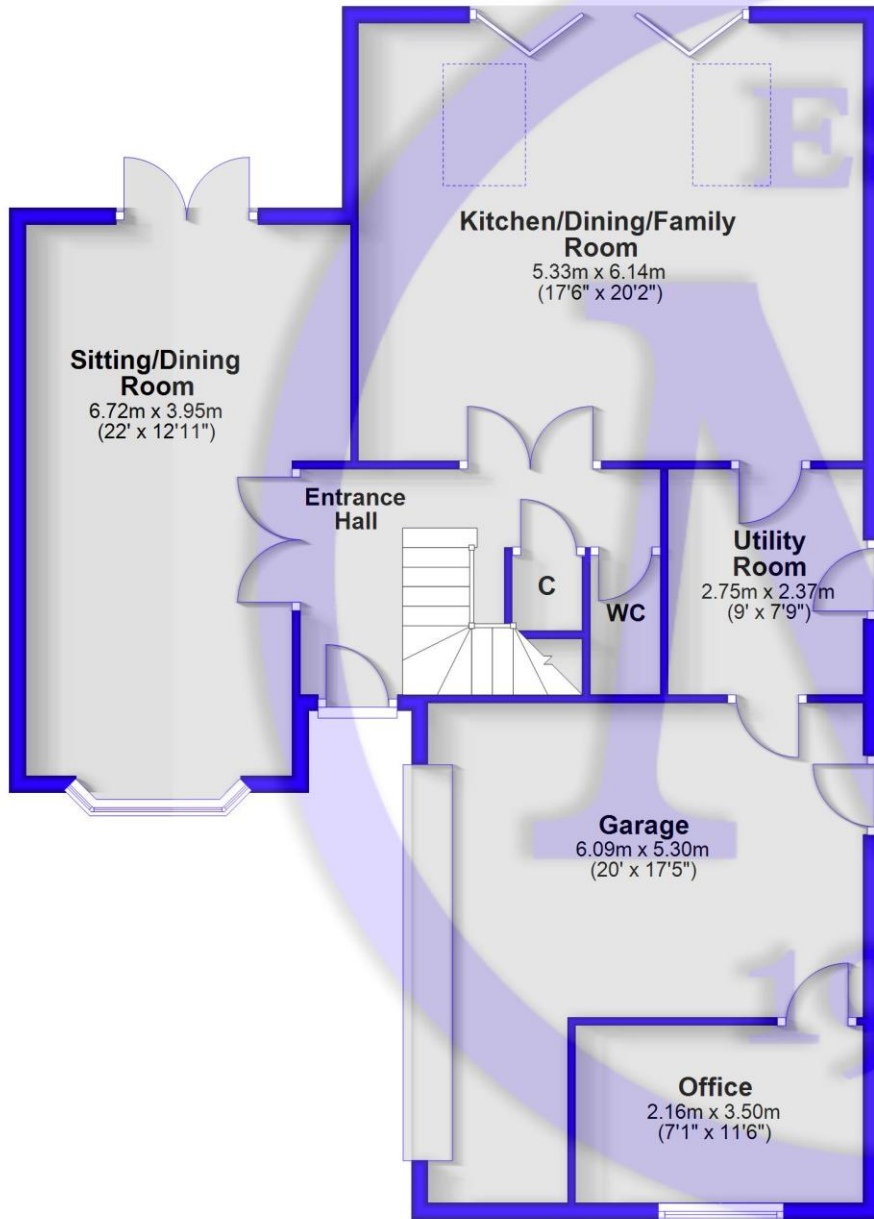 Kitchen/Dining/Family
Room
5.33m x 6.14m
(17'6" x 20'2")
Sitting/Dining
Room
6.72m x 3.95m
(22' x 12'11")
Entrance
Hall
C
WC
Utility
Room
2.75m x 2.37m
(9' x 7'9")
Garage
6.09m x 5.30m
(20' x 17'5")
Office
2.16m x 3.50m
(7'1" x 11'6")
E
M
19